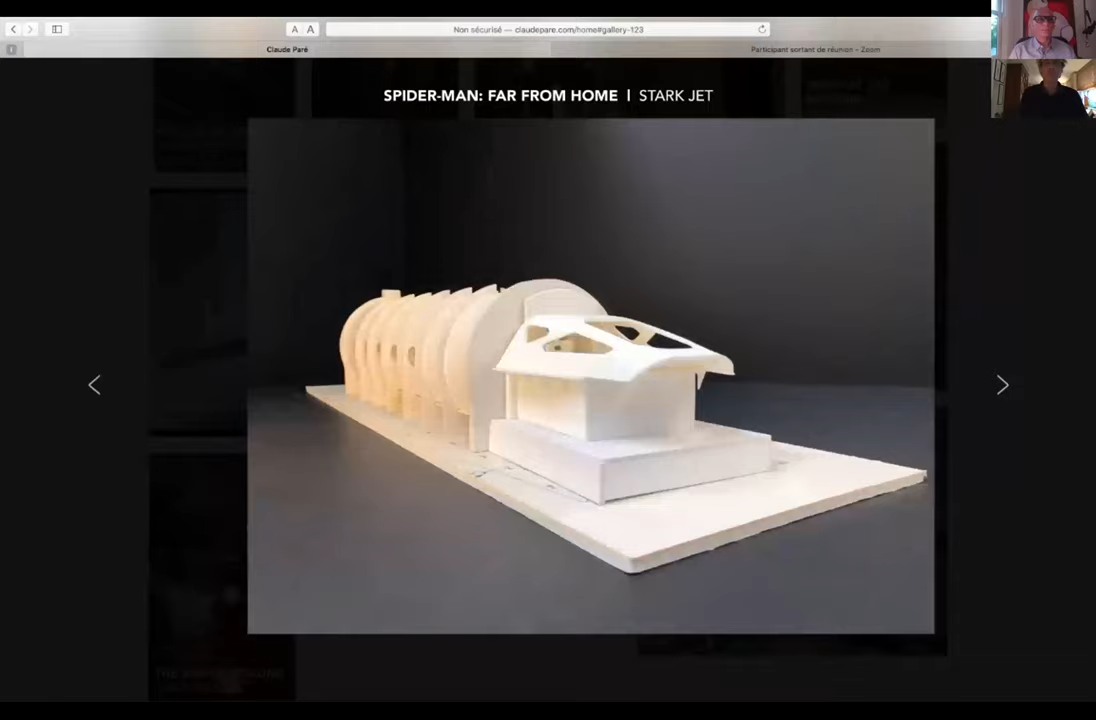 A A
Non sécurisé — claudepare.com/home#gallery-123
Claude Paré
Participant sortant de réunion - Zoom
SPIDER-MAN: FAR FROM HOME | STARK JET